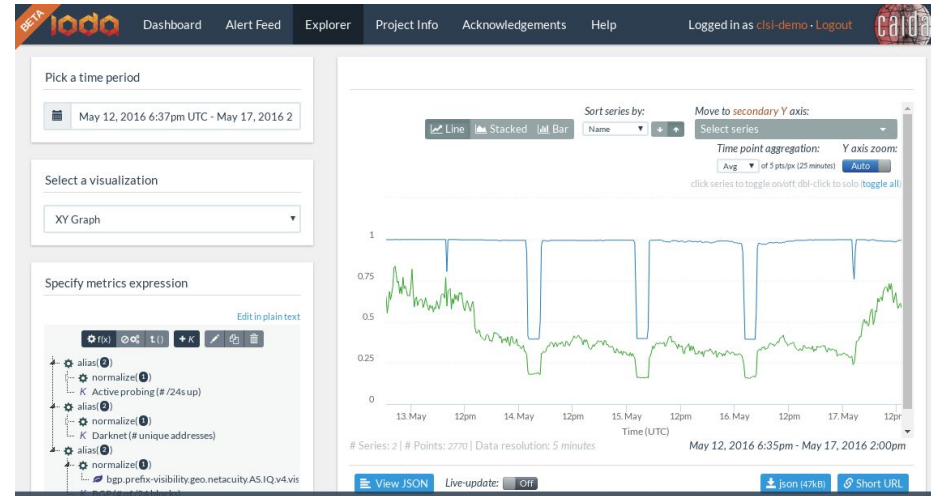 BETA
ioda
Dashboard
Alert Feed
Explorer
Project Info
Acknowledgements
Help
Logged in as clsi-demo · Logout
caida
Pick a time period
May 12, 2016 6:37pm UTC - May 17, 2016 2
Select a visualization
XY Graph
Specify metrics expression
Edit in plain text
f(x)
t()
+ K
alias(2)
normalize(1)
K Active probing (# /24s up)
alias(2)
normalize(1)
K Darknet (# unique addresses)
alias(2)
normalize(1)
bgp.prefix-visibility.geo.netacuity.AS.IQ.v4.vis
Sort series by:
Move to secondary Y axis:
Line
Stacked
Bar
Name
Select series
Time point aggregation:
Y axis zoom:
Avg
of 5 pts/px (25 minutes)
Auto
click series to toggle on/off, dbl-click to solo (toggle all)
1
0.75
0.5
0.25
0
13. May
12pm
14. May
12pm
15. May
12pm
16. May
12pm
17. May
12pr
Time (UTC)
# Series: 2 | # Points: 2770 | Data resolution: 5 minutes
May 12, 2016 6:35pm - May 17, 2016 2:00pm
View JSON
Live-update:
Off
json (47kB)
Short URL